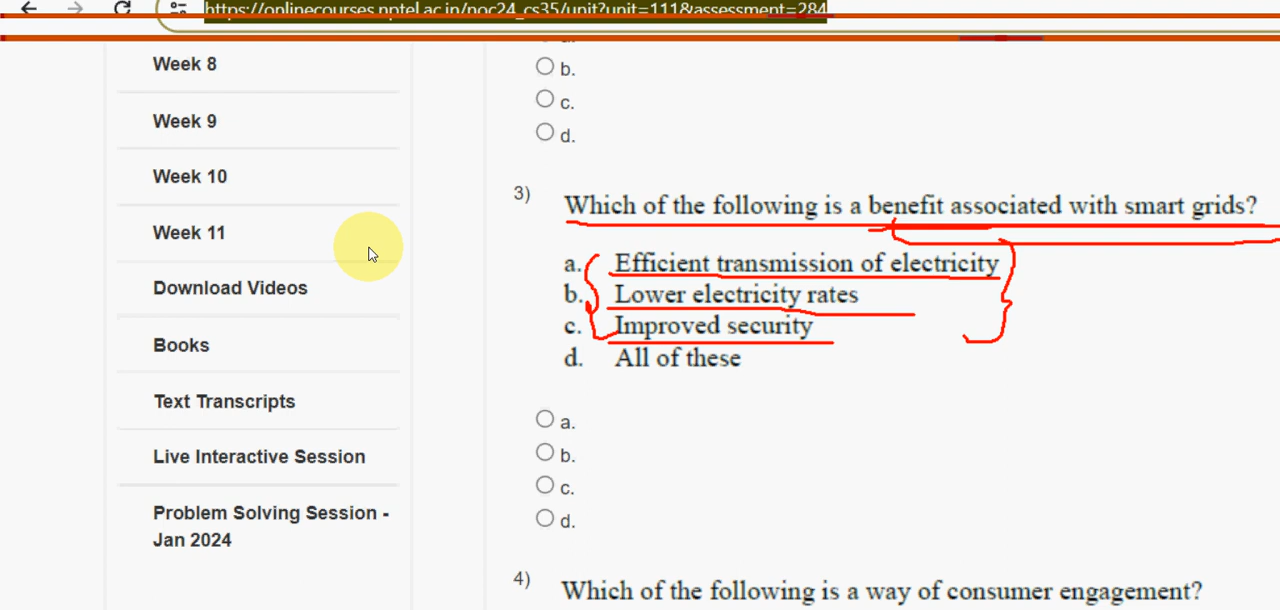 https://onlinecourses.nptel.ac.in/noc24_cs35/unit?unit=111&assessment=284
Week 8
Week 9
Week 10
Week 11
Download Videos
Books
Text Transcripts
Live Interactive Session
Problem Solving Session -
Jan 2024
b.
c.
d.
3)
Which of the following is a benefit associated with smart grids?
a. Efficient transmission of electricity
b. Lower electricity rates
c. Improved security
d. All of these
a.
b.
c.
d.
4)
Which of the following is a way of consumer engagement?